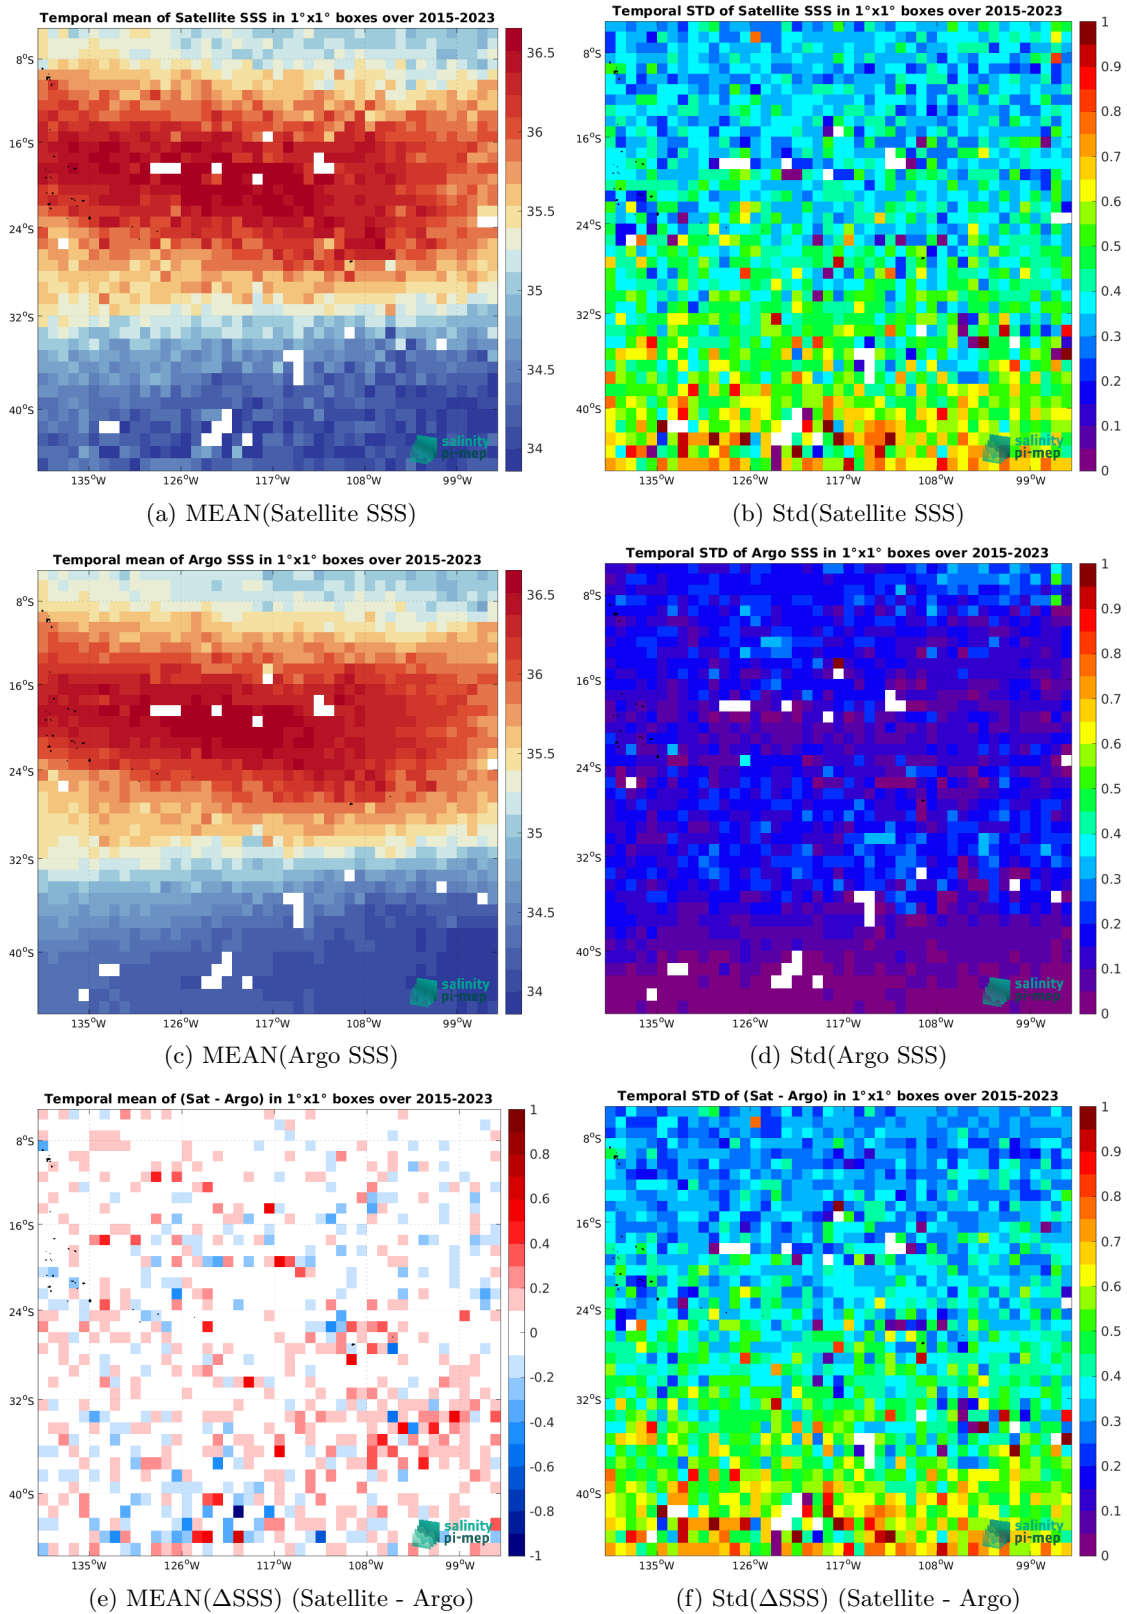 Temporal mean of Satellite SSS in 1°x1° boxes over 2015-2023
8°S
16°S
24°S
32°S
40°S
135°W 126°W 117°W 108°W 99°W
36.5
36
35.5
35
34.5
34
salinity
pi-mep
(a) MEAN(Satellite SSS)
Temporal STD of Satellite SSS in 1°x1° boxes over 2015-2023
8°S
16°S
24°S
32°S
40°S
135°W 126°W 117°W 108°W 99°W
1
0.9
0.8
0.7
0.6
0.5
0.4
0.3
0.2
0.1
0
salinity
pi-mep
(b) Std(Satellite SSS)
Temporal mean of Argo SSS in 1°x1° boxes over 2015-2023
8°S
16°S
24°S
32°S
40°S
135°W 126°W 117°W 108°W 99°W
36.5
36
35.5
35
34.5
34
salinity
pi-mep
(c) MEAN(Argo SSS)
Temporal STD of Argo SSS in 1°x1° boxes over 2015-2023
8°S
16°S
24°S
32°S
40°S
135°W 126°W 117°W 108°W 99°W
1
0.9
0.8
0.7
0.6
0.5
0.4
0.3
0.2
0.1
0
salinity
pi-mep
(d) Std(Argo SSS)
Temporal mean of (Sat - Argo) in 1°x1° boxes over 2015-2023
8°S
16°S
24°S
32°S
40°S
135°W 126°W 117°W 108°W 99°W
1
0.8
0.6
0.4
0.2
0
-0.2
-0.4
-0.6
-0.8
-1
salinity
pi-mep
(e) MEAN(ΔSSS) (Satellite - Argo)
Temporal STD of (Sat - Argo) in 1°x1° boxes over 2015-2023
8°S
16°S
24°S
32°S
40°S
135°W 126°W 117°W 108°W 99°W
1
0.9
0.8
0.7
0.6
0.5
0.4
0.3
0.2
0.1
0
salinity
pi-mep
(f) Std(ΔSSS) (Satellite - Argo)